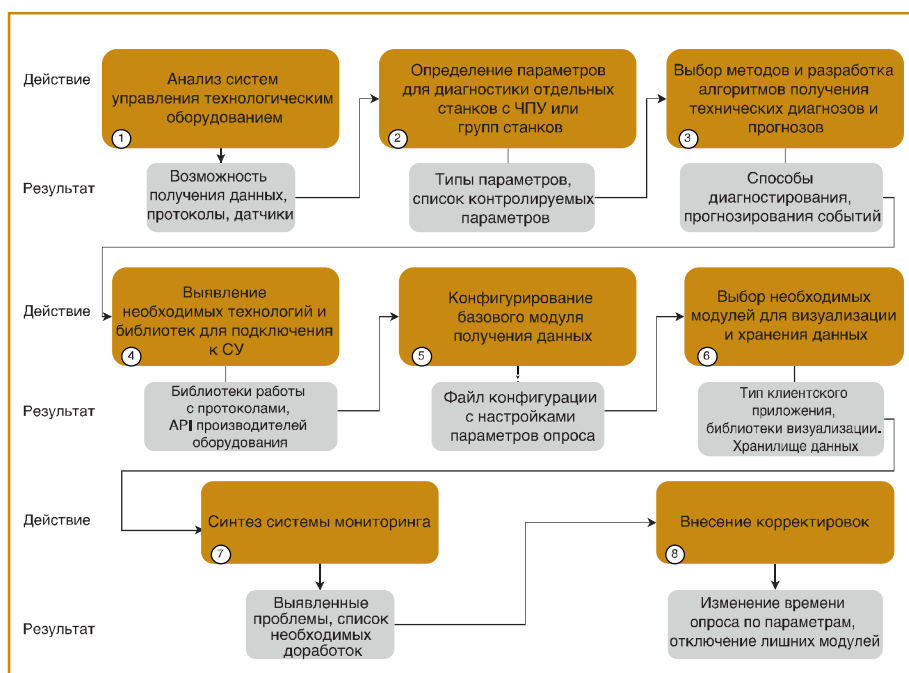 Действие
Анализ систем
управления технологическим
оборудованием
1
Определение параметров
для диагностики отдельных
станков с ЧПУ или
групп станков
2
Выбор методов и разработка
алгоритмов получения
технических диагнозов и
прогнозов
3
Результат
Возможность
получения данных,
протоколы, датчики
Типы параметров,
список контролируемых
параметров
Способы
диагностирования,
прогнозирования событий
Действие
Выявление
необходимых технологий и
библиотек для подключения
к СУ
4
Конфигурирование
базового модуля
получения данных
5
Выбор необходимых
модулей для визуализации
и хранения данных
6
Результат
Библиотеки работы
с протоколами,
API производителей
оборудования
Файл конфигурации
с настройками
параметров опроса
Тип клиентского
приложения,
библиотеки визуализации.
Хранилище данных
Действие
Синтез системы мониторинга
7
Внесение корректировок
8
Результат
Выявленные
проблемы, список
необходимых
доработок
Изменение времени
опроса по параметрам,
отключение лишних модулей